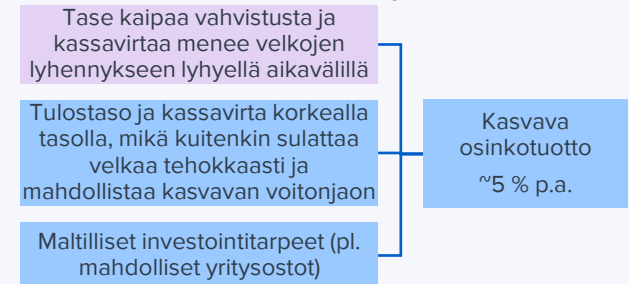 Tase kaipaa vahvistusta ja
kassavirtaa menee velkojen
lyhennykseen lyhyellä aikavälillä
Tulostaso ja kassavirta korkealla
tasolla, mikä kuitenkin sulattaa
velkaa tehokkaasti ja
mahdollistaa kasvavan voitonjaon
Maltilliset investointitarpeet (pl.
mahdolliset yritysostot)
Kasvava
osinkotuotto
~5 % p.a.